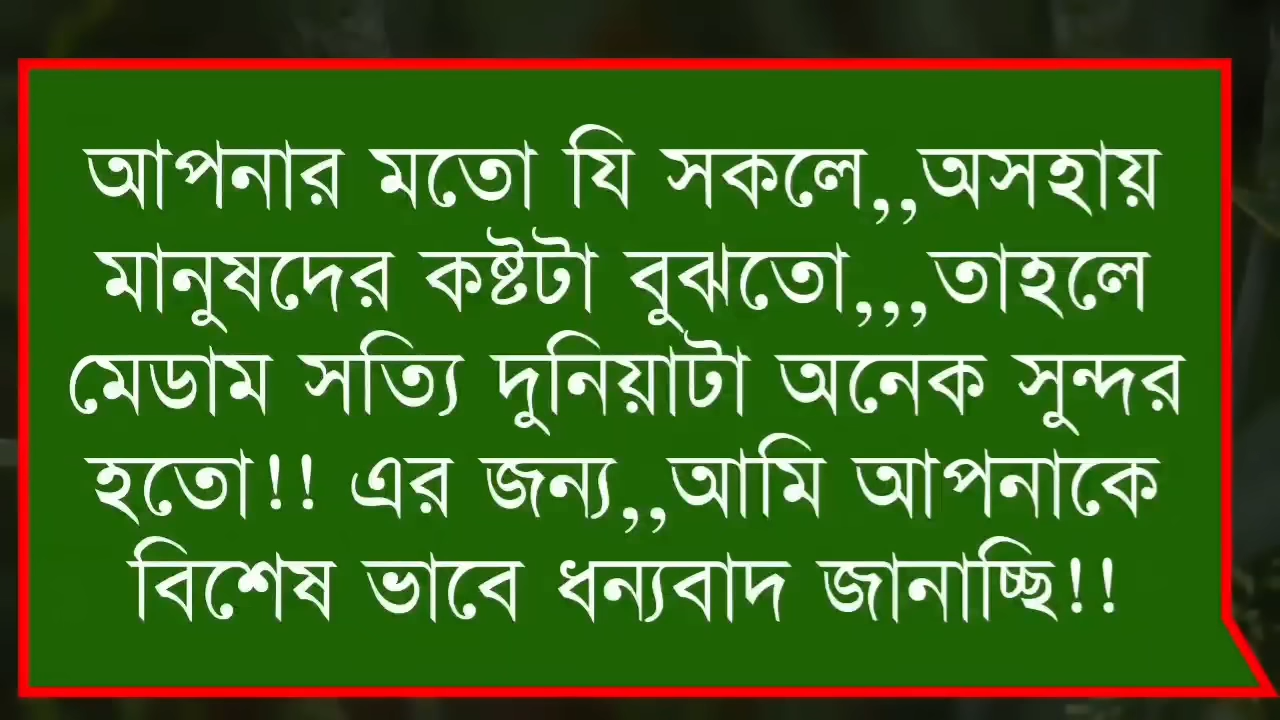 আপনার মতো যি সকলে,,অসহায়
মানুষদের কষ্টটা বুঝতো,,,তাহলে
মেডাম সত্যি দুনিয়াটা অনেক সুন্দর
হতো!! এর জন্য,,আমি আপনাকে
বিশেষ ভাবে ধন্যবাদ জানাচ্ছি!!